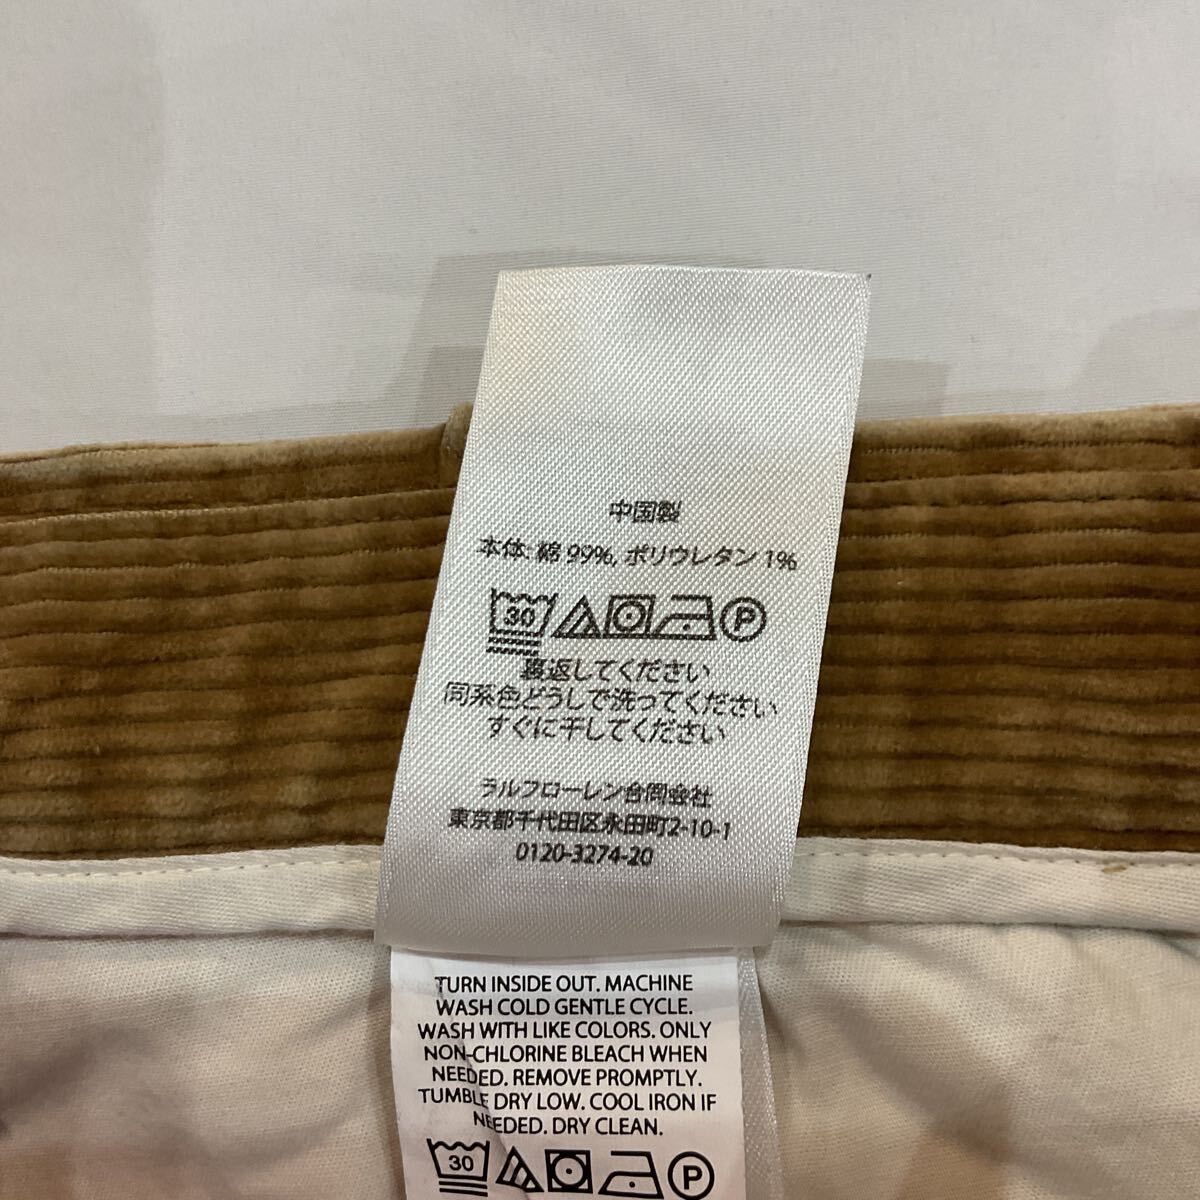 中国製
本体: 綿 99%, ポリウレタン 1%
30 P
裏返してください
同系色どうしで洗ってください
すぐに干してください
ラルフローレン合同会社
東京都千代田区永田町2-10-1
0120-3274-20
TURN INSIDE OUT. MACHINE
WASH COLD GENTLE CYCLE.
WASH WITH LIKE COLORS. ONLY
NON-CHLORINE BLEACH WHEN
NEEDED. REMOVE PROMPTLY.
TUMBLE DRY LOW. COOL IRON IF
NEEDED. DRY CLEAN.
30 P